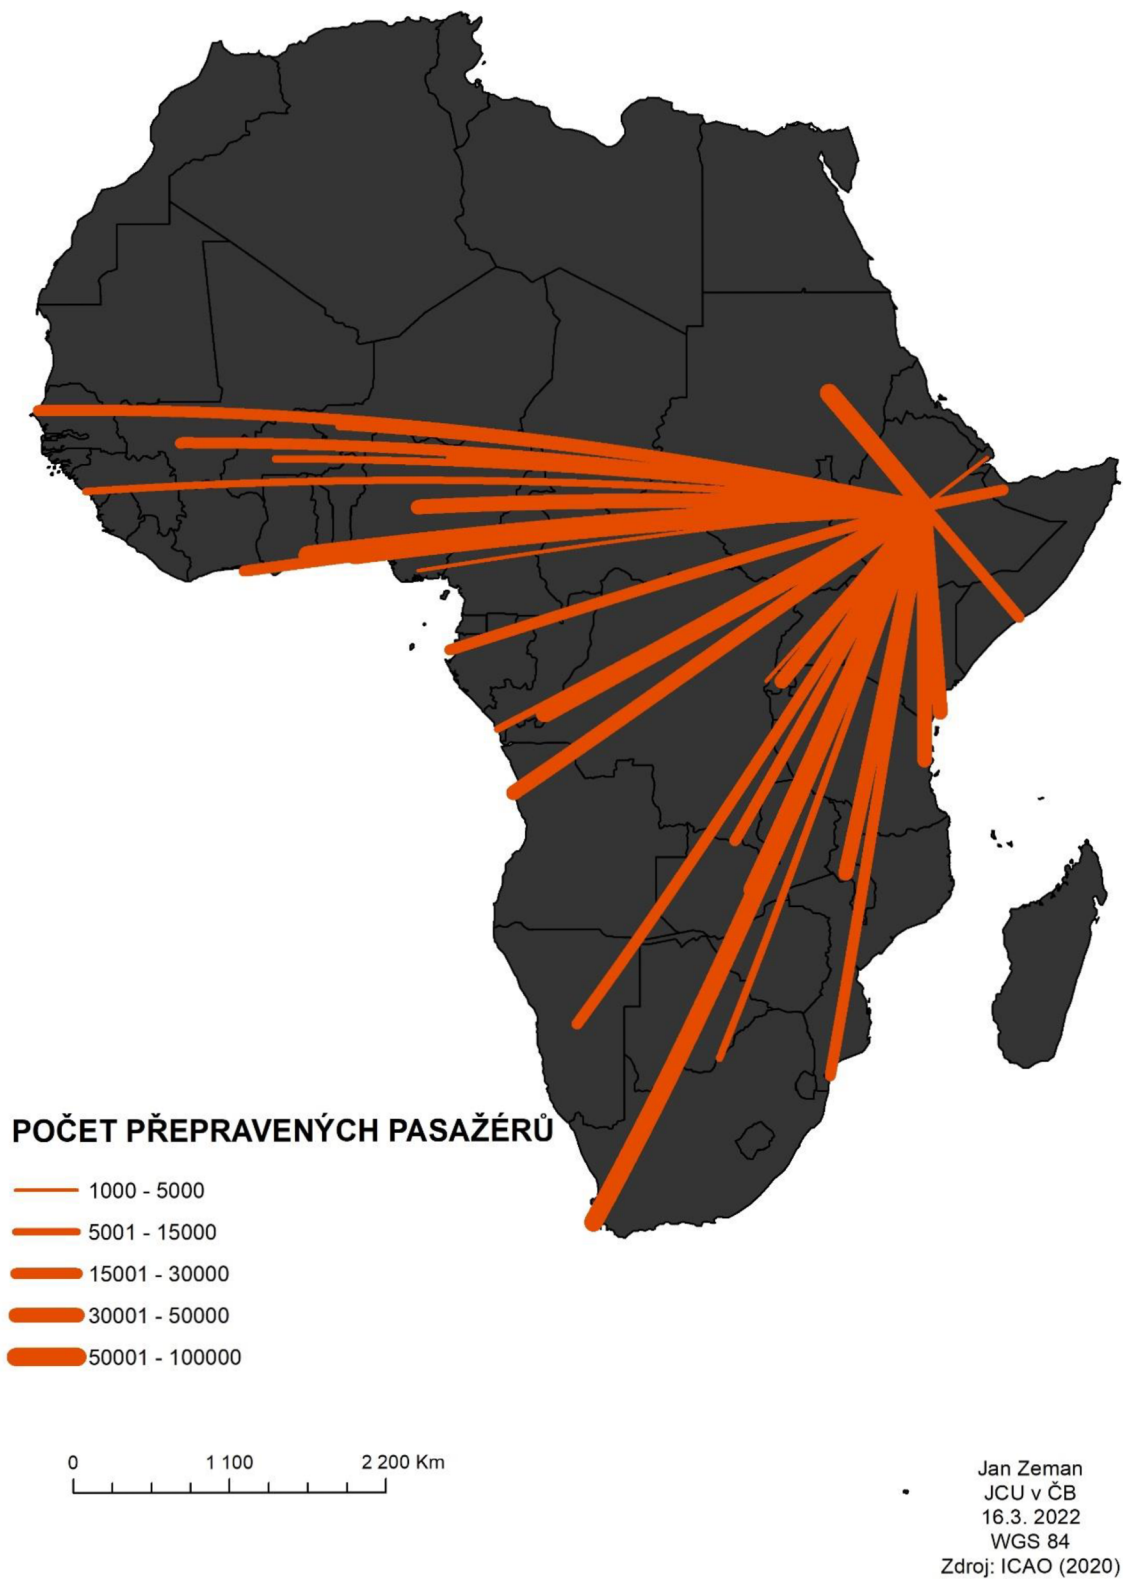 POČET PŘEPRAVENÝCH PASAŽÉRŮ
1000 - 5000
5001 - 15000
15001 - 30000
30001 - 50000
50001 - 100000
0 1 100 2 200 Km
Jan Zeman
JCU v ČB
16.3. 2022
WGS 84
Zdroj: ICAO (2020)